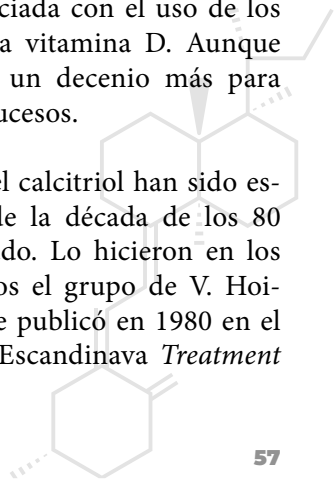 ciada con el uso de los
a vitamina D. Aunque
un decenio más para
ucesos.
el calcitriol han sido es-
de la década de los 80
do. Lo hicieron en los
os el grupo de V. Hoi-
e publicó en 1980 en el
Escandinava Treatment
57